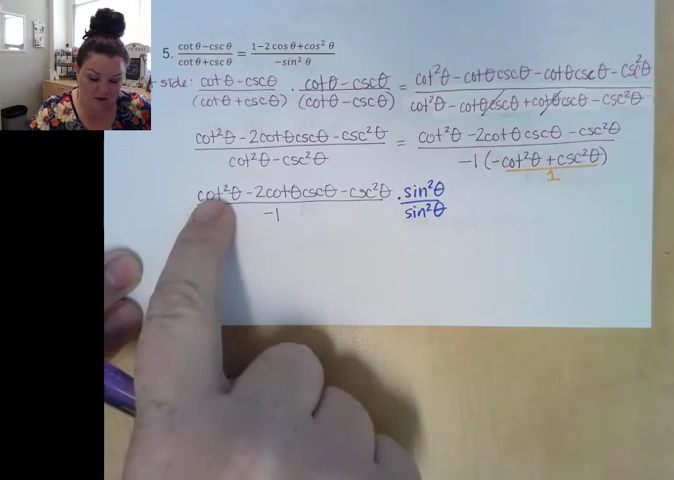 5. (cot θ−csc θ)/(cot θ+csc θ) = (1−2 cos θ+cos² θ)/(−sin² θ)
side: (cot θ − csc θ)/((cot θ + csc θ)) · (cot θ − csc θ)/((cot θ − csc θ)) = (cot²θ − cot θ csc θ − cot θ csc θ − csc²θ)/(cot²θ − cot θ csc θ + cot θ csc θ − csc²θ)
(cot²θ − 2cot θ csc θ − csc²θ)/(cot²θ − csc²θ) = (cot²θ − 2cot θ csc θ − csc²θ)/(−1(−cot²θ + csc²θ))
1
(cot²θ − 2cot θ csc θ − csc²θ)/(−1) · (sin²θ)/(sin²θ)